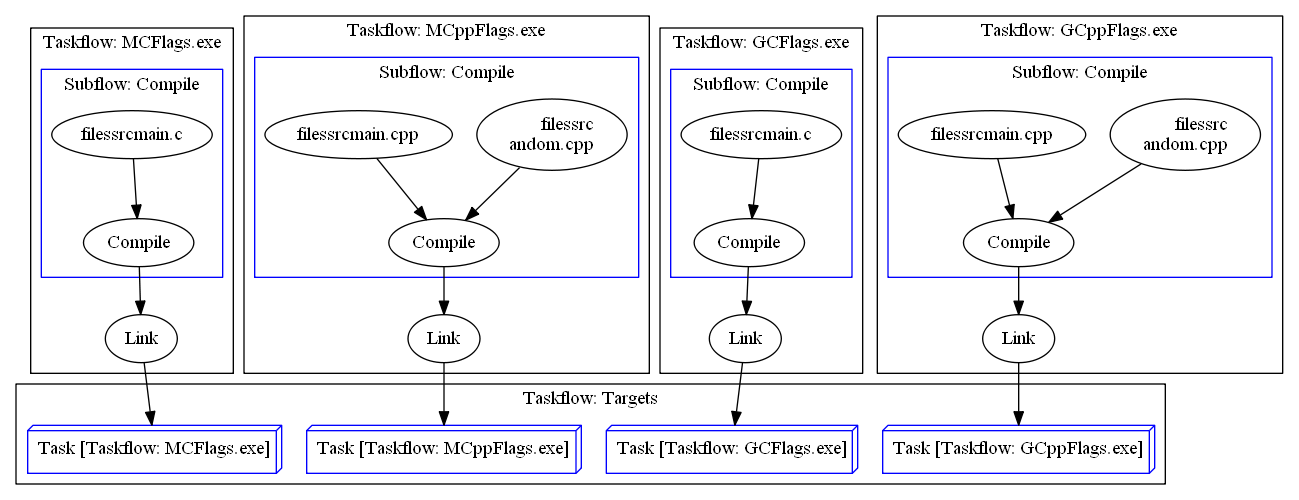 Taskflow: MCFlags.exe
Subflow: Compile
filessrcmain.c
Compile
Link
Taskflow: MCppFlags.exe
Subflow: Compile
filessrcmain.cpp
filessrc
andom.cpp
Compile
Link
Taskflow: GCFlags.exe
Subflow: Compile
filessrcmain.c
Compile
Link
Taskflow: GCppFlags.exe
Subflow: Compile
filessrcmain.cpp
filessrc
andom.cpp
Compile
Link
Taskflow: Targets
Task [Taskflow: MCFlags.exe]
Task [Taskflow: MCppFlags.exe]
Task [Taskflow: GCFlags.exe]
Task [Taskflow: GCppFlags.exe]